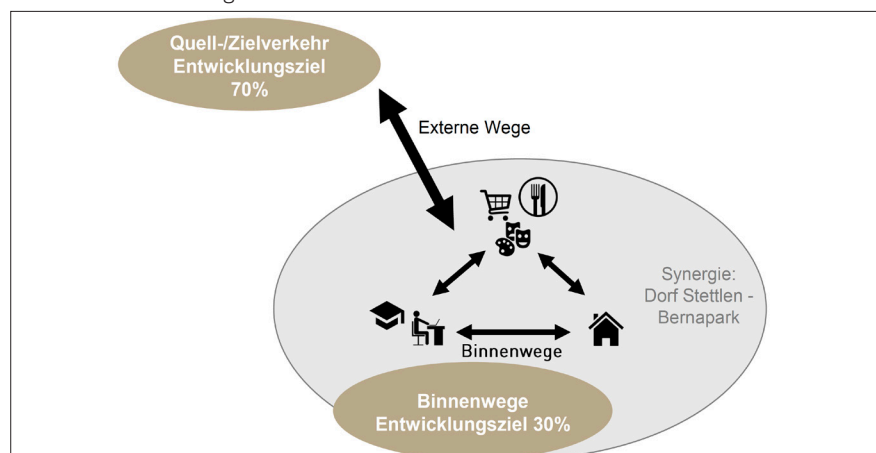 Quell-/Zielverkehr
Entwicklungsziel
70%
Externe Wege
Synergie:
Dorf Stettlen -
Bernapark
Binnenwege
Binnenwege
Entwicklungsziel 30%